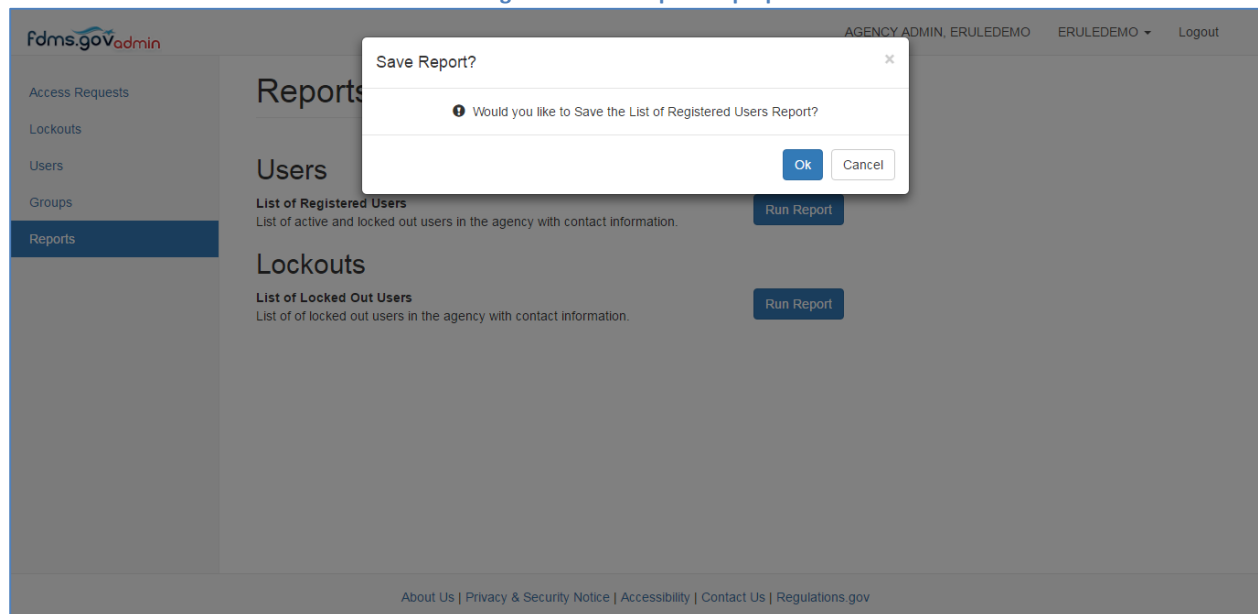 fdms.gov admin
AGENCY ADMIN, ERULEDEMO ERULEDEMO Logout
Save Report? ×
Would you like to Save the List of Registered Users Report?
Ok Cancel
Access Requests
Lockouts
Users
Groups
Reports
Reports
Users
List of Registered Users
List of active and locked out users in the agency with contact information.
Run Report
Lockouts
List of Locked Out Users
List of of locked out users in the agency with contact information.
Run Report
About Us | Privacy & Security Notice | Accessibility | Contact Us | Regulations.gov